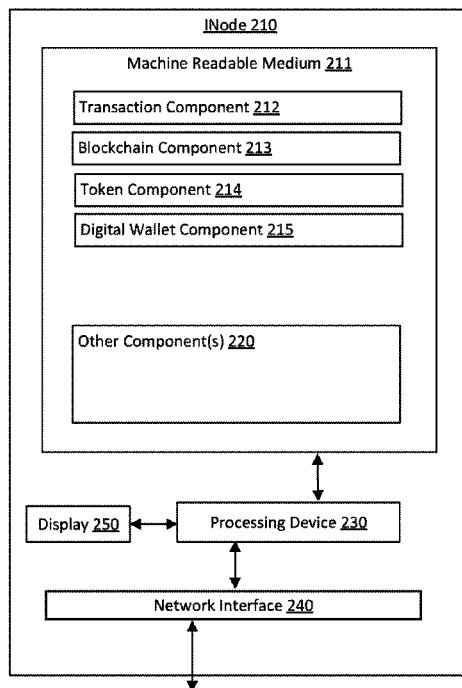 INode 210
Machine Readable Medium 211
Transaction Component 212
Blockchain Component 213
Token Component 214
Digital Wallet Component 215
Other Component(s) 220
Display 250
Processing Device 230
Network Interface 240